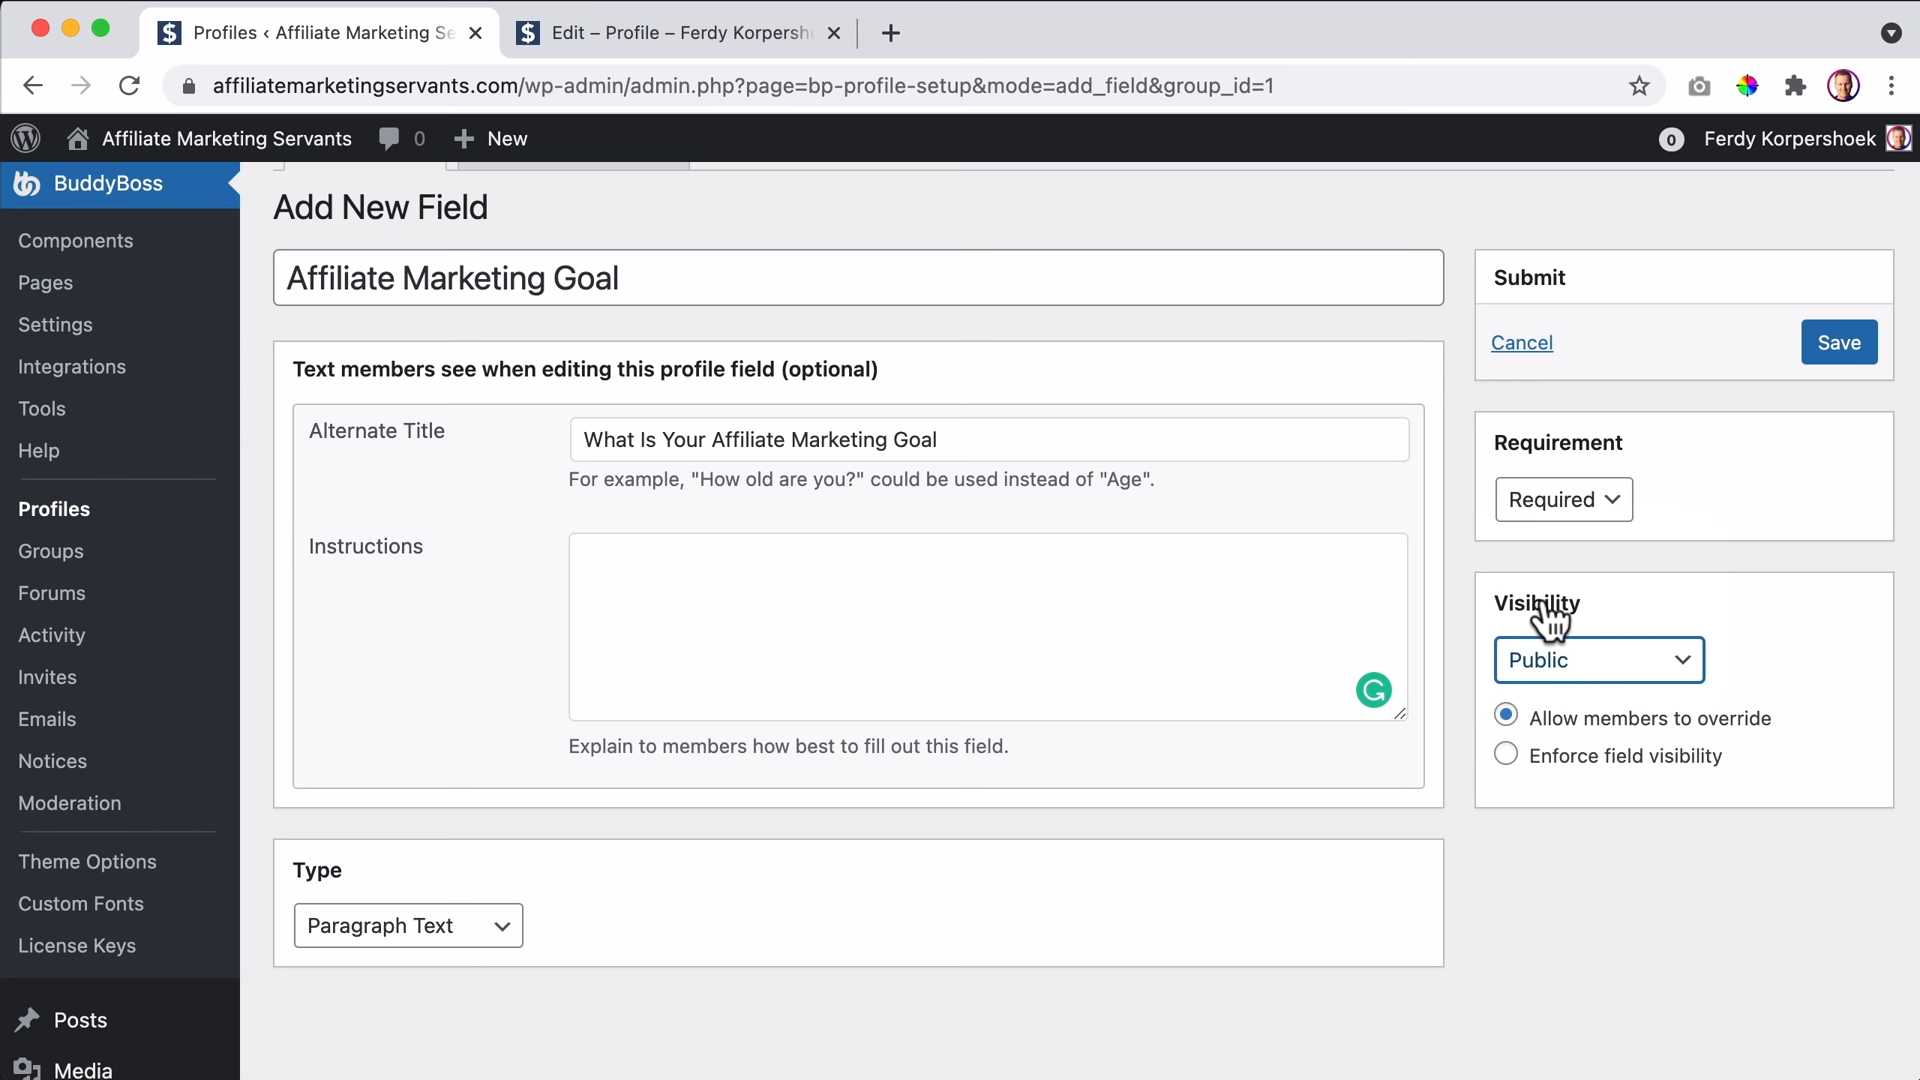 Profiles ‹ Affiliate Marketing Se
Edit – Profile – Ferdy Korpersh
affiliatemarketingservants.com/wp-admin/admin.php?page=bp-profile-setup&mode=add_field&group_id=1
Affiliate Marketing Servants
0
New
0
Ferdy Korpershoek
BuddyBoss
Components
Pages
Settings
Integrations
Tools
Help
Profiles
Groups
Forums
Activity
Invites
Emails
Notices
Moderation
Theme Options
Custom Fonts
License Keys
Posts
Media
Add New Field
Affiliate Marketing Goal
Text members see when editing this profile field (optional)
Alternate Title
What Is Your Affiliate Marketing Goal
For example, "How old are you?" could be used instead of "Age".
Instructions
Explain to members how best to fill out this field.
Type
Paragraph Text
Submit
Cancel
Save
Requirement
Required
Visibility
Public
Allow members to override
Enforce field visibility